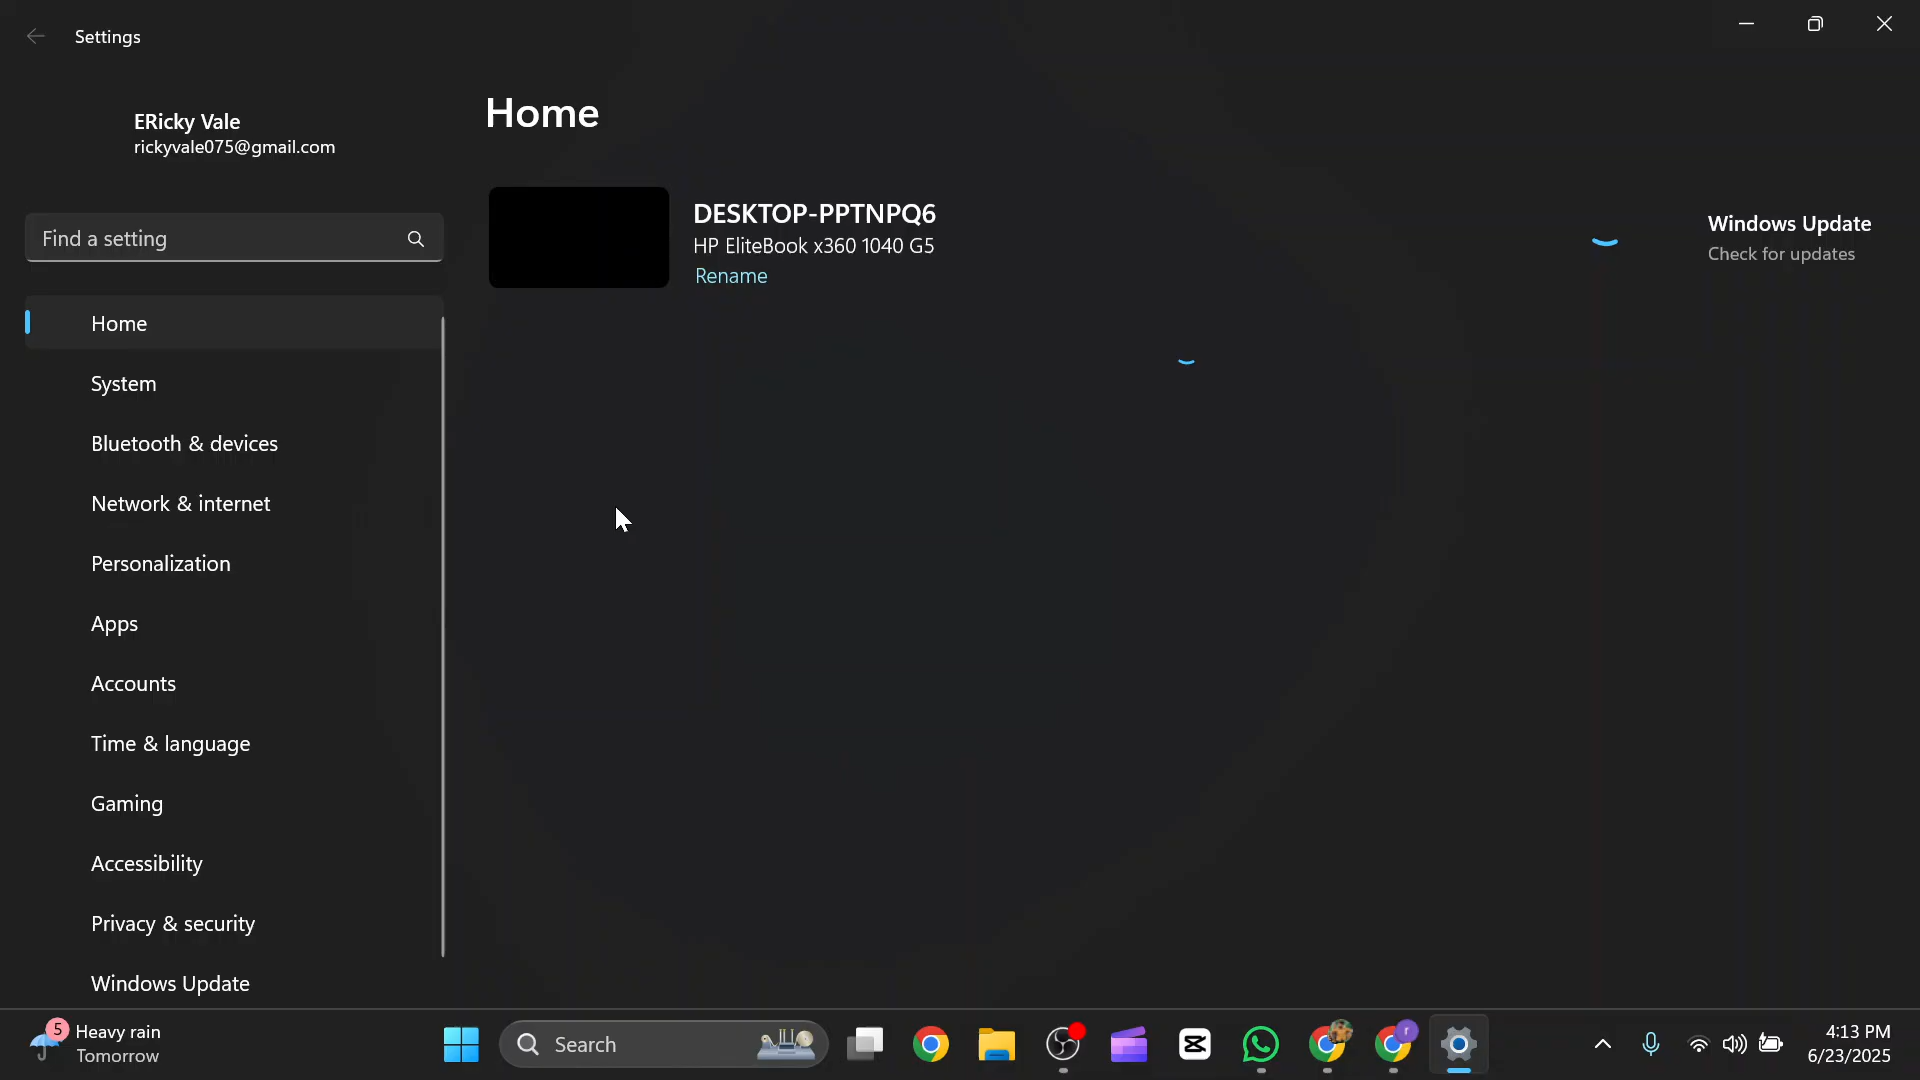 Settings
ERicky Vale
rickyvale075@gmail.com
Find a setting
Home
System
Bluetooth & devices
Network & internet
Personalization
Apps
Accounts
Time & language
Gaming
Accessibility
Privacy & security
Windows Update
Home
DESKTOP-PPTNPQ6
HP EliteBook x360 1040 G5
Rename
Windows Update
Check for updates
5
Heavy rain
Tomorrow
Search
r
4:13 PM
6/23/2025